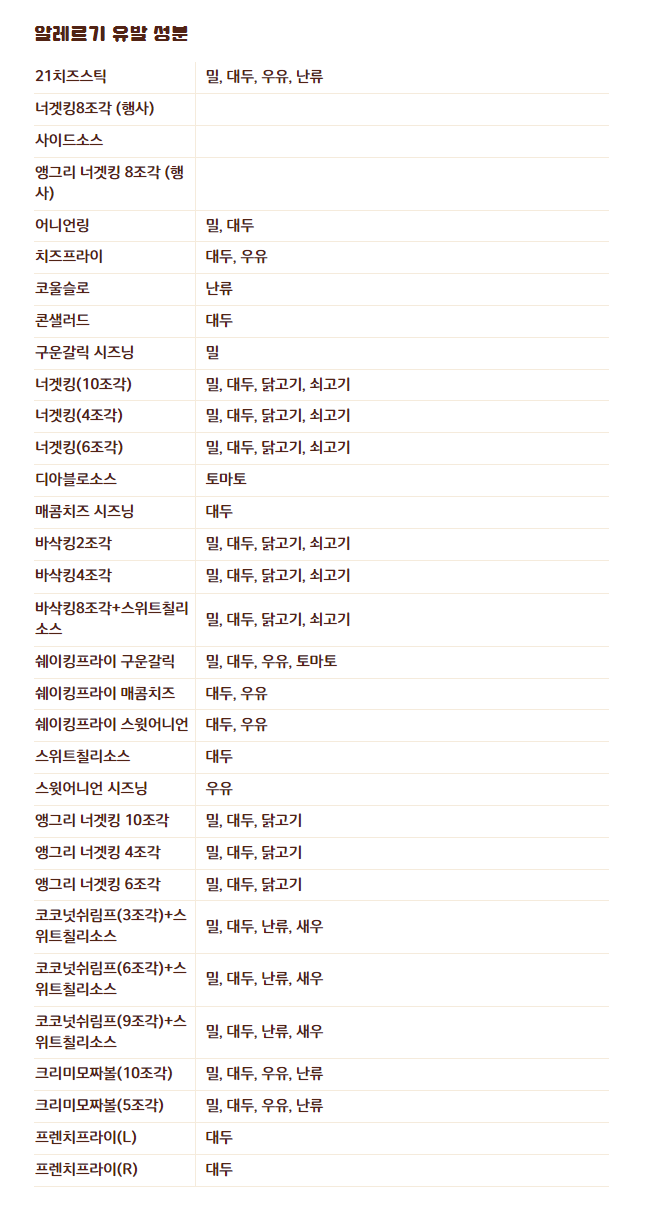 알레르기 유발 성분
21치즈스틱 밀, 대두, 우유, 난류
너겟킹8조각 (행사)
사이드소스
앵그리 너겟킹 8조각 (행
사)
어니언링 밀, 대두
치즈프라이 대두, 우유
코울슬로 난류
콘샐러드 대두
구운갈릭 시즈닝 밀
너겟킹(10조각) 밀, 대두, 닭고기, 쇠고기
너겟킹(4조각) 밀, 대두, 닭고기, 쇠고기
너겟킹(6조각) 밀, 대두, 닭고기, 쇠고기
디아블로소스 토마토
매콤치즈 시즈닝 대두
바삭킹2조각 밀, 대두, 닭고기, 쇠고기
바삭킹4조각 밀, 대두, 닭고기, 쇠고기
바삭킹8조각+스위트칠리
소스 밀, 대두, 닭고기, 쇠고기
쉐이킹프라이 구운갈릭 밀, 대두, 우유, 토마토
쉐이킹프라이 매콤치즈 대두, 우유
쉐이킹프라이 스윗어니언 대두, 우유
스위트칠리소스 대두
스윗어니언 시즈닝 우유
앵그리 너겟킹 10조각 밀, 대두, 닭고기
앵그리 너겟킹 4조각 밀, 대두, 닭고기
앵그리 너겟킹 6조각 밀, 대두, 닭고기
코코넛쉬림프(3조각)+스
위트칠리소스 밀, 대두, 난류, 새우
코코넛쉬림프(6조각)+스
위트칠리소스 밀, 대두, 난류, 새우
코코넛쉬림프(9조각)+스
위트칠리소스 밀, 대두, 난류, 새우
크리미모짜볼(10조각) 밀, 대두, 우유, 난류
크리미모짜볼(5조각) 밀, 대두, 우유, 난류
프렌치프라이(L) 대두
프렌치프라이(R) 대두